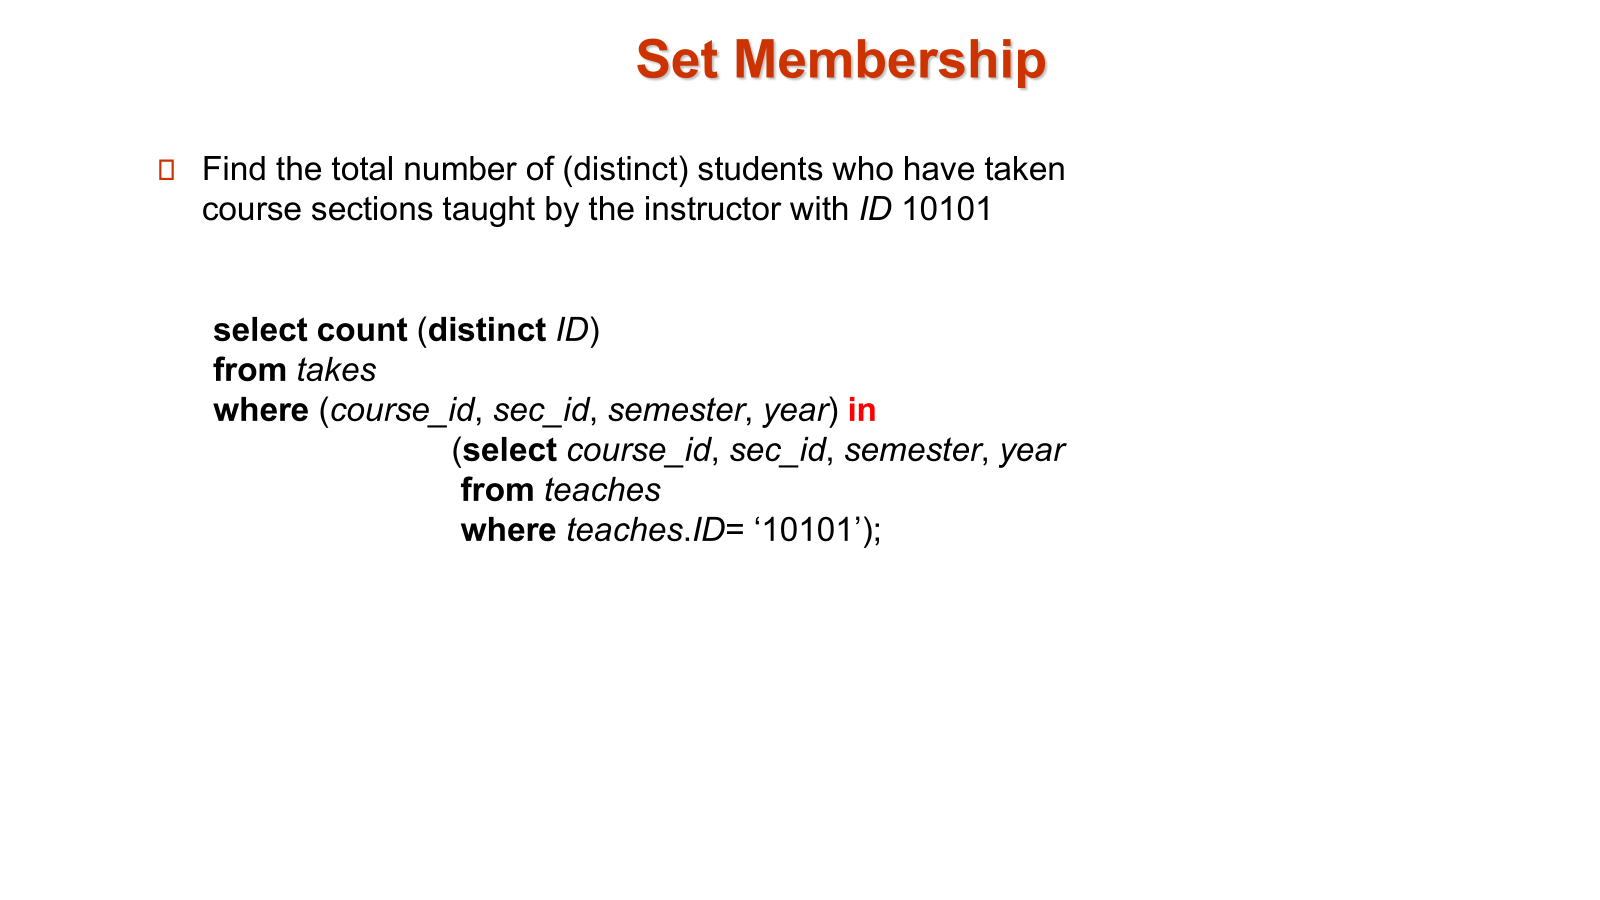 Set Membership
Find the total number of (distinct) students who have taken
course sections taught by the instructor with ID 10101
select count (distinct ID)
from takes
where (course_id, sec_id, semester, year) in
(select course_id, sec_id, semester, year
from teaches
where teaches.ID= ‘10101’);